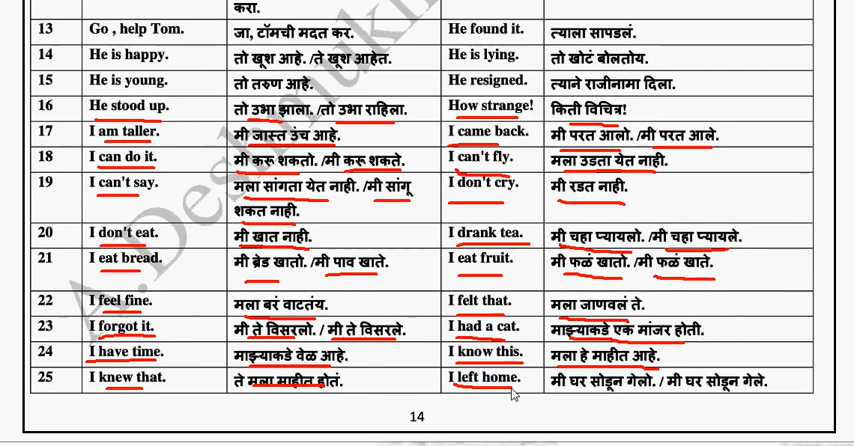 करा.
13 Go , help Tom. जा, टॉमची मदत कर. He found it. त्याला सापडलं.
14 He is happy. तो खूश आहे. /ते खूश आहेत. He is lying. तो खोटं बोलतोय.
15 He is young. तो तरुण आहे. He resigned. त्याने राजीनामा दिला.
16 He stood up. तो उभा झाला. /तो उभा राहिला. How strange! किती विचित्र!
17 I am taller. मी जास्त उंच आहे. I came back. मी परत आलो. /मी परत आले.
18 I can do it. मी करू शकतो. /मी करू शकते. I can't fly. मला उडता येत नाही.
19 I can't say. मला सांगता येत नाही. /मी सांगू I don't cry. मी रडत नाही.
शकत नाही.
20 I don't eat. मी खात नाही. I drank tea. मी चहा प्यायलो. /मी चहा प्यायले.
21 I eat bread. मी ब्रेड खातो. /मी पाव खाते. I eat fruit. मी फळं खातो. /मी फळं खाते.
22 I feel fine. मला बरं वाटतंय. I felt that. मला जाणवलं ते.
23 I forgot it. मी ते विसरलो. / मी ते विसरले. I had a cat. माझ्याकडे एक मांजर होती.
24 I have time. माझ्याकडे वेळ आहे. I know this. मला हे माहीत आहे.
25 I knew that. ते मला माहीत होतं. I left home. मी घर सोडून गेलो. / मी घर सोडून गेले.
14
A.Deshmukh